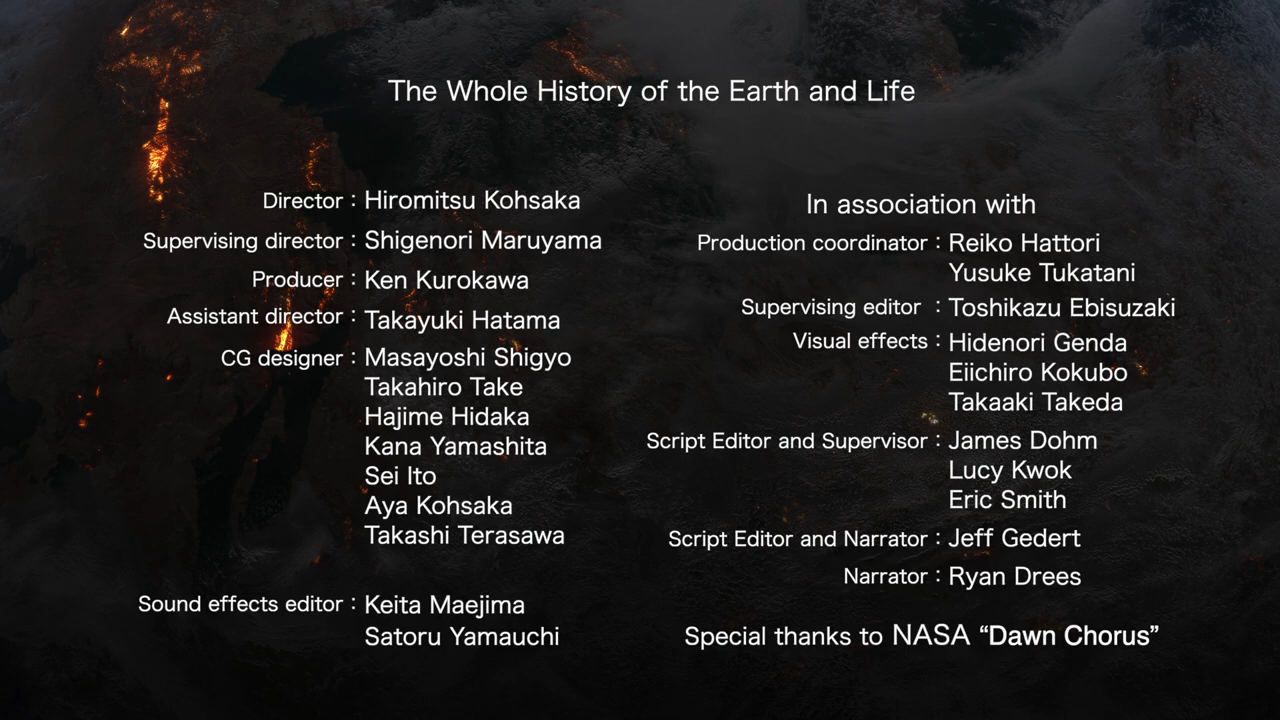 The Whole History of the Earth and Life
Director : Hiromitsu Kohsaka
Supervising director : Shigenori Maruyama
Producer : Ken Kurokawa
Assistant director : Takayuki Hatama
CG designer : Masayoshi Shigyo
Takahiro Take
Hajime Hidaka
Kana Yamashita
Sei Ito
Aya Kohsaka
Takashi Terasawa
Sound effects editor : Keita Maejima
Satoru Yamauchi
In association with
Production coordinator : Reiko Hattori
Yusuke Tukatani
Supervising editor : Toshikazu Ebisuzaki
Visual effects : Hidenori Genda
Eiichiro Kokubo
Takaaki Takeda
Script Editor and Supervisor : James Dohm
Lucy Kwok
Eric Smith
Script Editor and Narrator : Jeff Gedert
Narrator : Ryan Drees
Special thanks to NASA “Dawn Chorus”